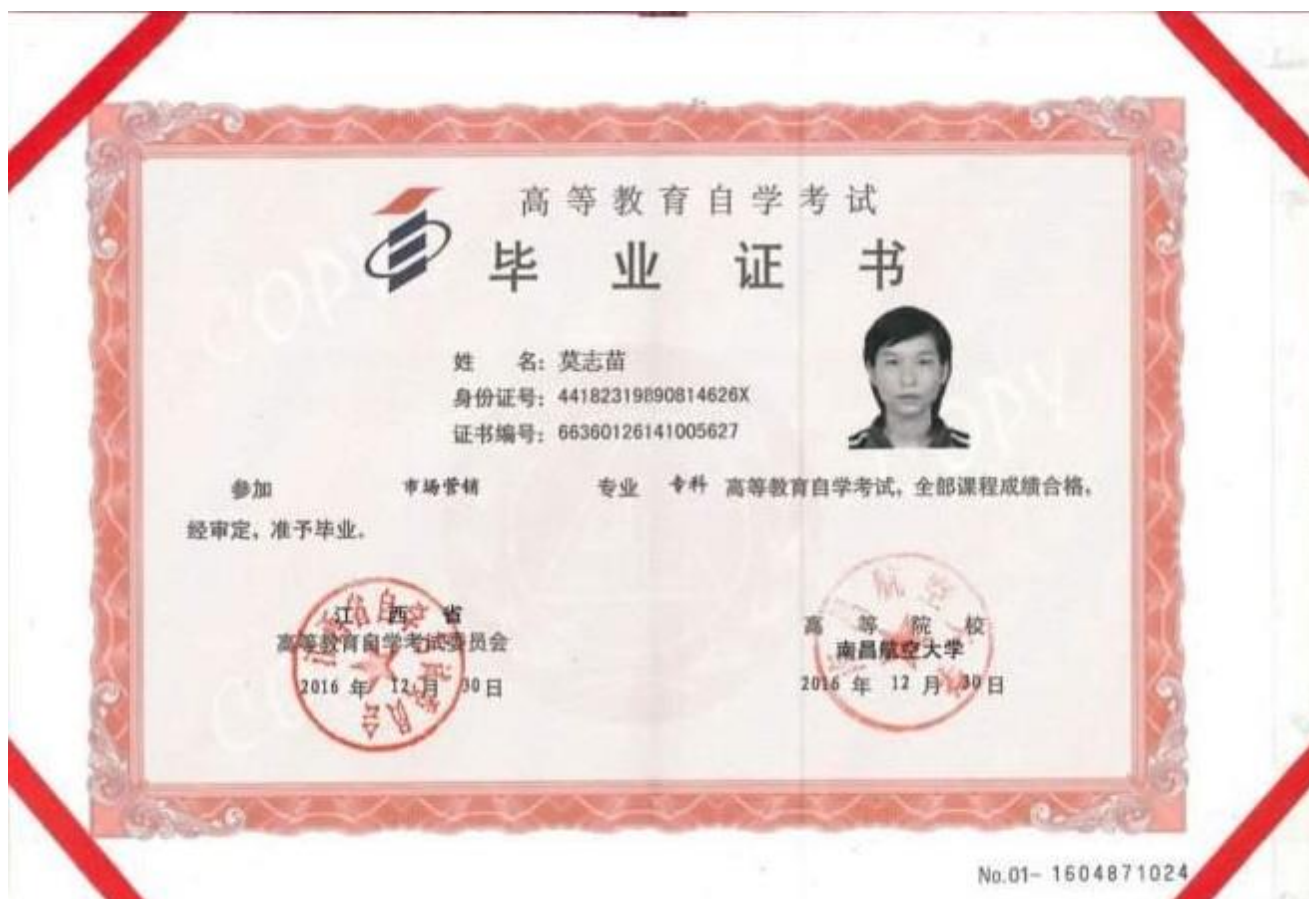 高等教育自学考试
毕业证书
姓 名：莫志苗
身份证号：44182319890814626X
证书编号：66360126141005627
参加 市场营销 专业 专科 高等教育自学考试，全部课程成绩合格，
经审定，准予毕业。
江西省
高等教育自学考试委员会
2016 年 12 月 30 日
高等院校
南昌航空大学
2016 年 12 月 30 日
No.01- 1604871024
Copy
Copy